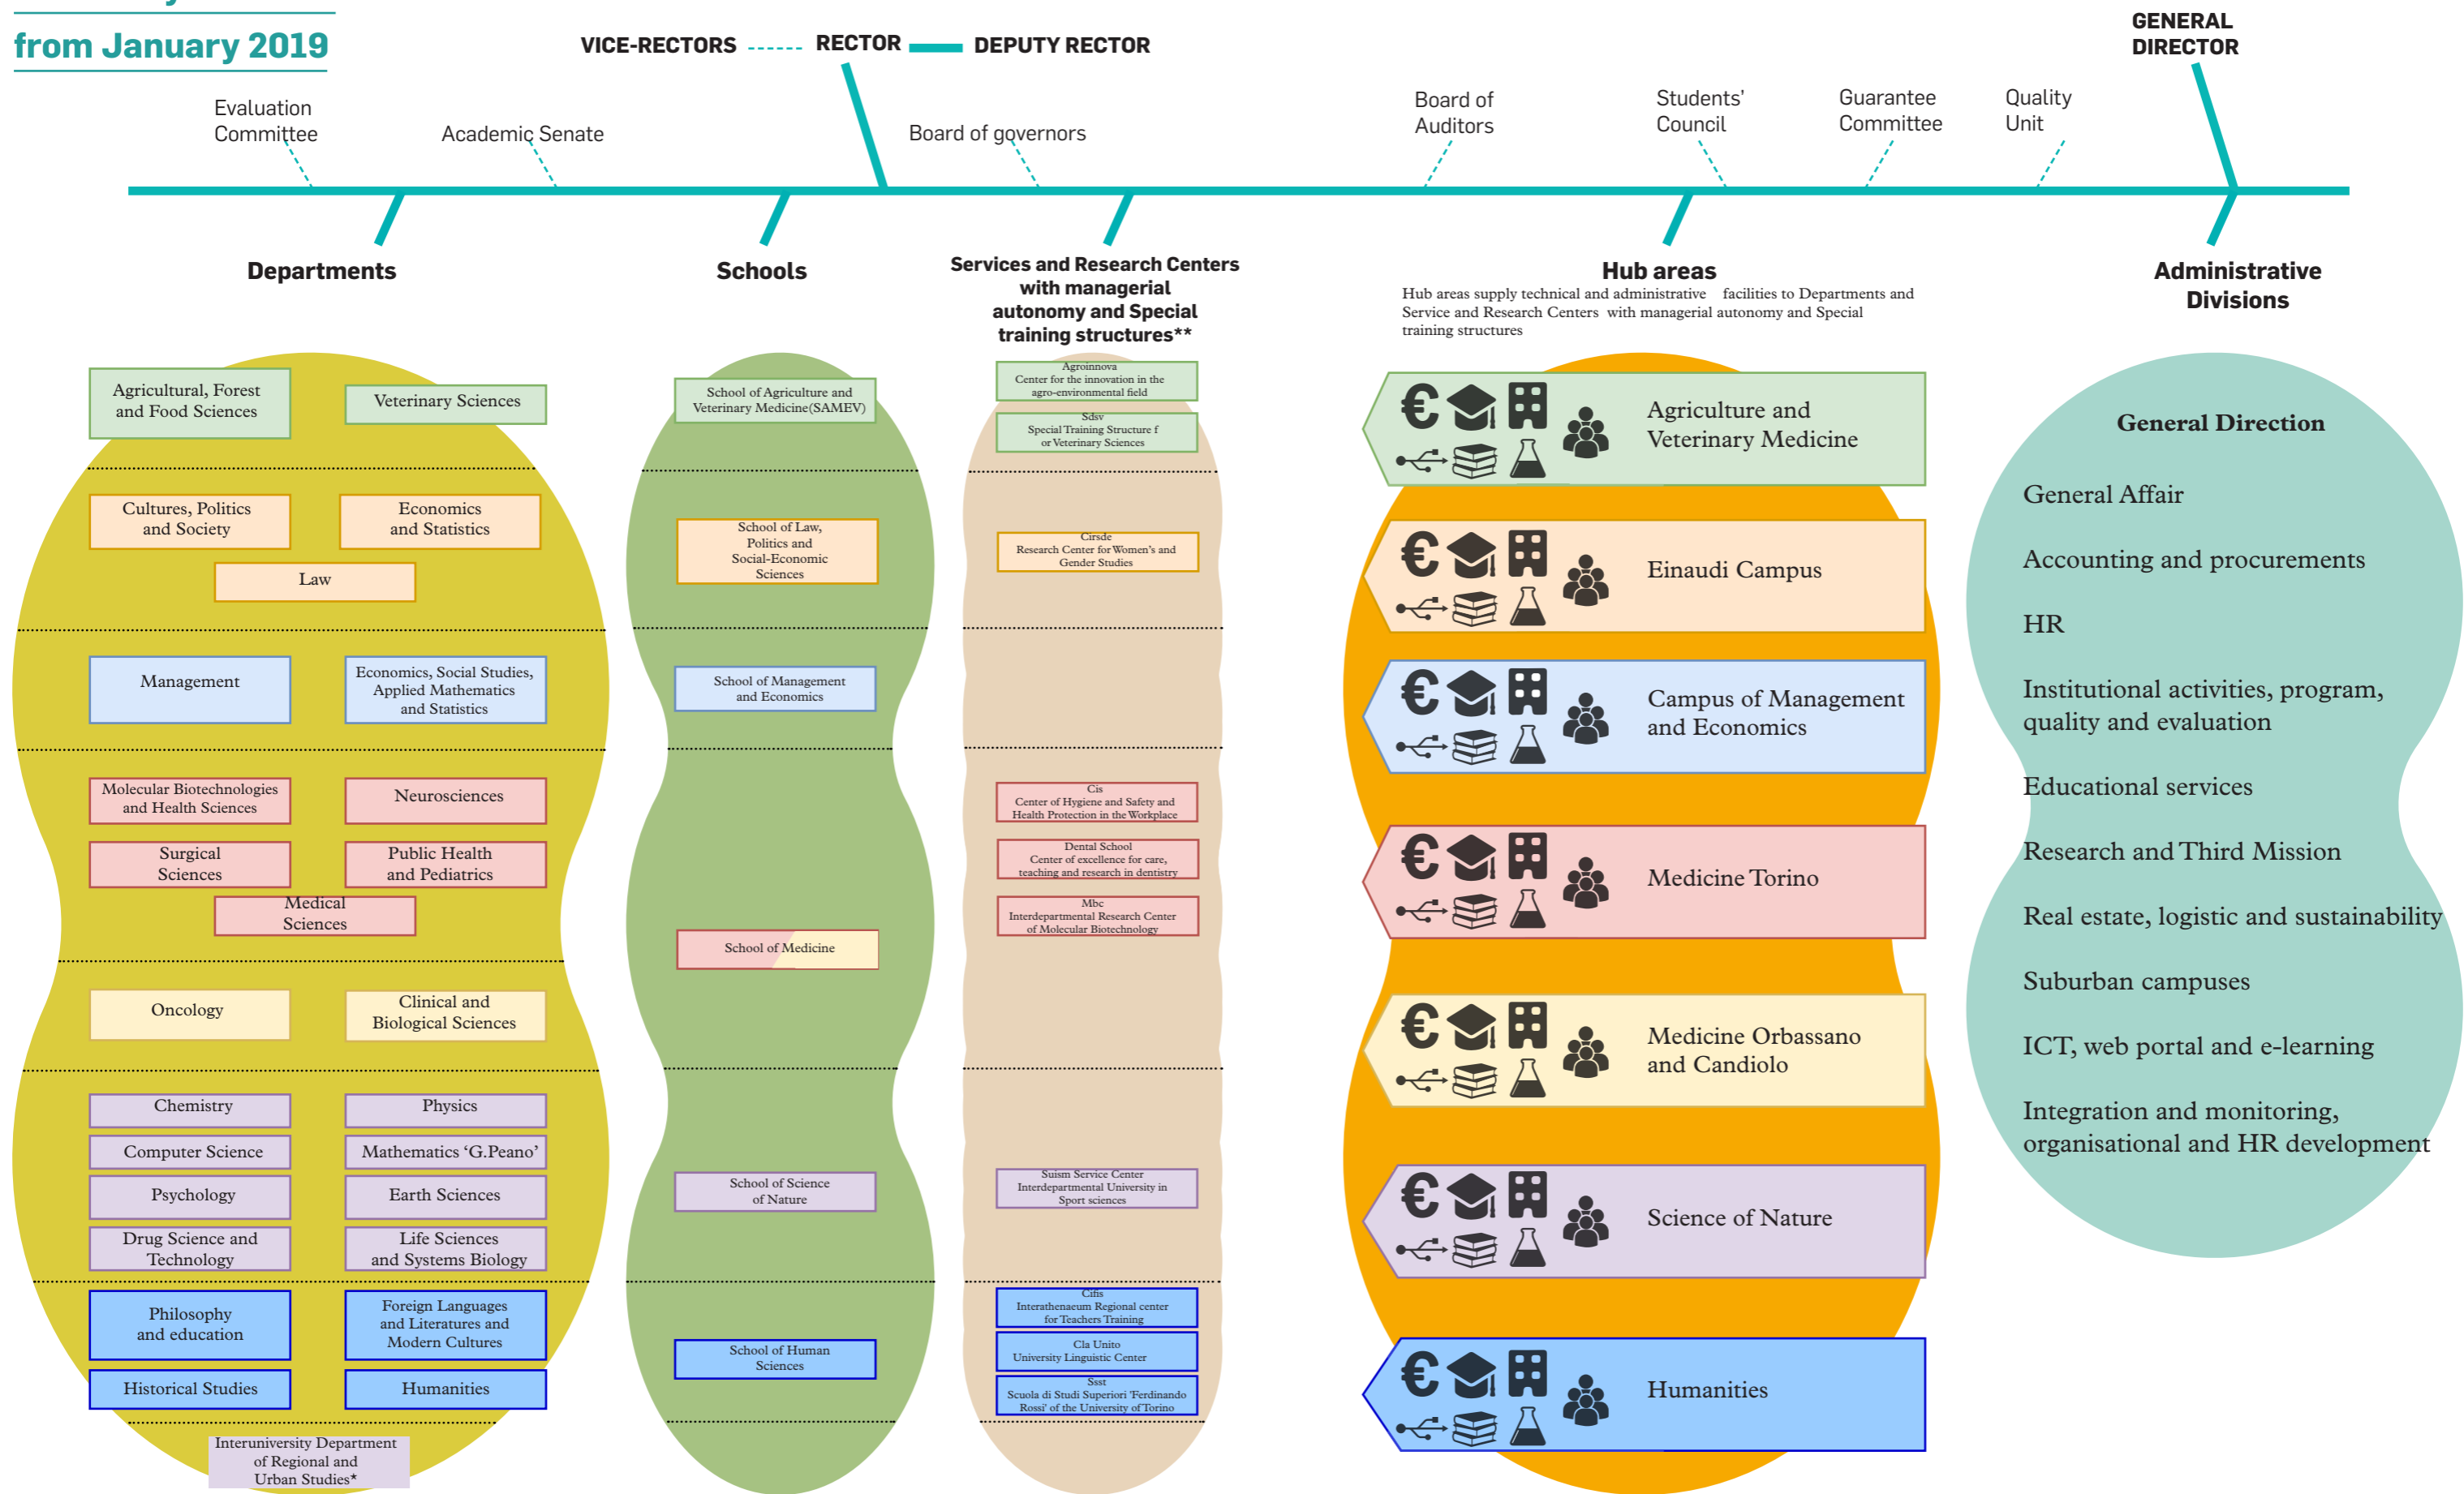 from January 2019
VICE-RECTORS
RECTOR
DEPUTY RECTOR
GENERAL
DIRECTOR
Evaluation
Committee
Academic Senate
Board of governors
Board of
Auditors
Students’
Council
Guarantee
Committee
Quality
Unit
Departments
Schools
Services and Research Centers
with managerial
autonomy and Special
training structures**
Hub areas
Hub areas supply technical and administrative facilities to Departments and
Service and Research Centers with managerial autonomy and Special
training structures
Administrative
Divisions
Agricultural, Forest
and Food Sciences
Veterinary Sciences
Cultures, Politics
and Society
Economics
and Statistics
Law
Management
Economics, Social Studies,
Applied Mathematics
and Statistics
Molecular Biotechnologies
and Health Sciences
Neurosciences
Surgical
Sciences
Public Health
and Pediatrics
Medical
Sciences
Oncology
Clinical and
Biological Sciences
Chemistry
Physics
Computer Science
Mathematics ‘G.Peano’
Psychology
Earth Sciences
Drug Science and
Technology
Life Sciences
and Systems Biology
Philosophy
and education
Foreign Languages
and Literatures and
Modern Cultures
Historical Studies
Humanities
Interuniversity Department
of Regional and
Urban Studies*
School of Agriculture and
Veterinary Medicine(SAMEV)
School of Law,
Politics and
Social-Economic
Sciences
School of Management
and Economics
School of Medicine
School of Science
of Nature
School of Human
Sciences
Agroinnova
Center for the innovation in the
agro-environmental field
Sdsv
Special Training Structure f
or Veterinary Sciences
Cirsde
Research Center for Women’s and
Gender Studies
Cis
Center of Hygiene and Safety and
Health Protection in the Workplace
Dental School
Center of excellence for care,
teaching and research in dentistry
Mbc
Interdepartmental Research Center
of Molecular Biotechnology
Suism Service Center
Interdepartmental University in
Sport sciences
Cifis
Interathenaeum Regional center
for Teachers Training
Cla Unito
University Linguistic Center
Ssst
Scuola di Studi Superiori 'Ferdinando
Rossi' of the University of Torino
Agriculture and
Veterinary Medicine
Einaudi Campus
Campus of Management
and Economics
Medicine Torino
Medicine Orbassano
and Candiolo
Science of Nature
Humanities
General Direction
General Affair
Accounting and procurements
HR
Institutional activities, program,
quality and evaluation
Educational services
Research and Third Mission
Real estate, logistic and sustainability
Suburban campuses
ICT, web portal and e-learning
Integration and monitoring,
organisational and HR development